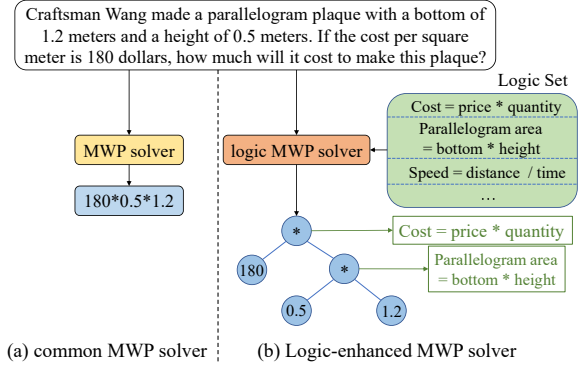 Craftsman Wang made a parallelogram plaque with a bottom of
1.2 meters and a height of 0.5 meters. If the cost per square
meter is 180 dollars, how much will it cost to make this plaque?
Logic Set
Cost = price * quantity
Parallelogram area
= bottom * height
Speed = distance / time
…
MWP solver
logic MWP solver
180*0.5*1.2
*
Cost = price * quantity
180
*
Parallelogram area
= bottom * height
0.5
1.2
(a) common MWP solver
(b) Logic-enhanced MWP solver